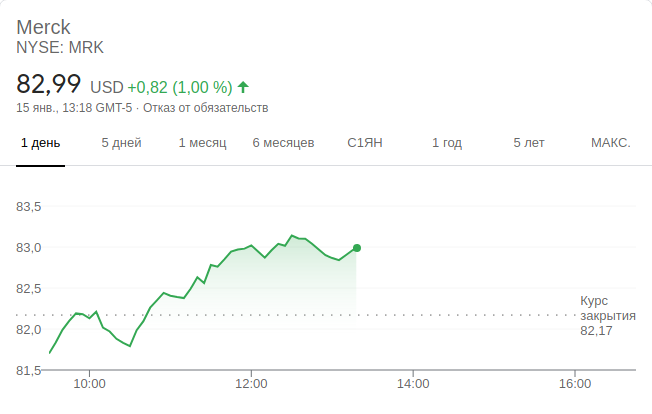 Merck
NYSE: MRK
82,99 USD +0,82 (1,00 %)
15 янв., 13:18 GMT-5 · Отказ от обязательств
1 день 5 дней 1 месяц 6 месяцев С1ЯН 1 год 5 лет МАКС.
83,5
83,0
82,5
Курс
закрытия
82,17
82,0
81,5
10:00 12:00 14:00 16:00